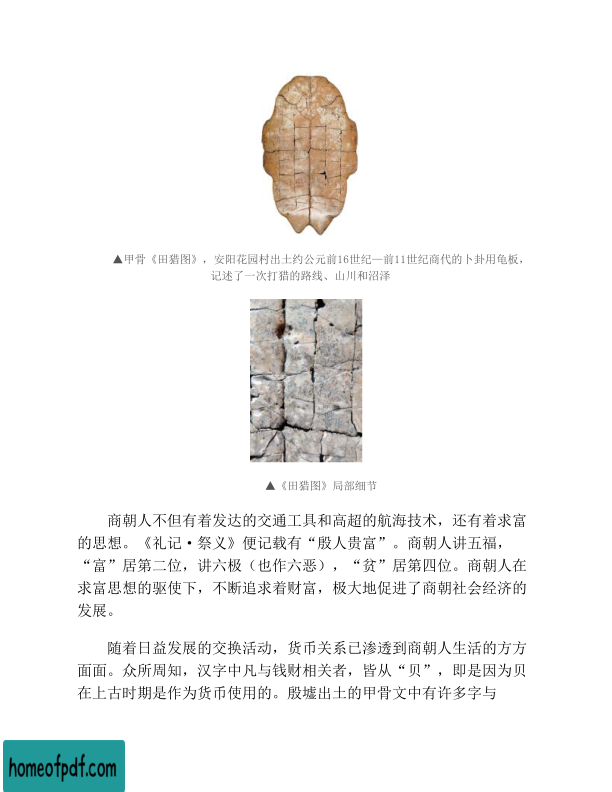 ▲甲骨《田猎图》，安阳花园村出土约公元前16世纪—前11世纪商代的卜卦用龟板，
记述了一次打猎的路线、山川和沼泽
▲《田猎图》局部细节
商朝人不但有着发达的交通工具和高超的航海技术，还有着求富
的思想。《礼记·祭义》便记载有“殷人贵富”。商朝人讲五福，
“富”居第二位，讲六极（也作六恶），“贫”居第四位。商朝人在
求富思想的驱使下，不断追求着财富，极大地促进了商朝社会经济的
发展。
随着日益发展的交换活动，货币关系已渗透到商朝人生活的方方
面面。众所周知，汉字中凡与钱财相关者，皆从“贝”，即是因为贝
在上古时期是作为货币使用的。殷墟出土的甲骨文中有许多字与
homeofpdf.com